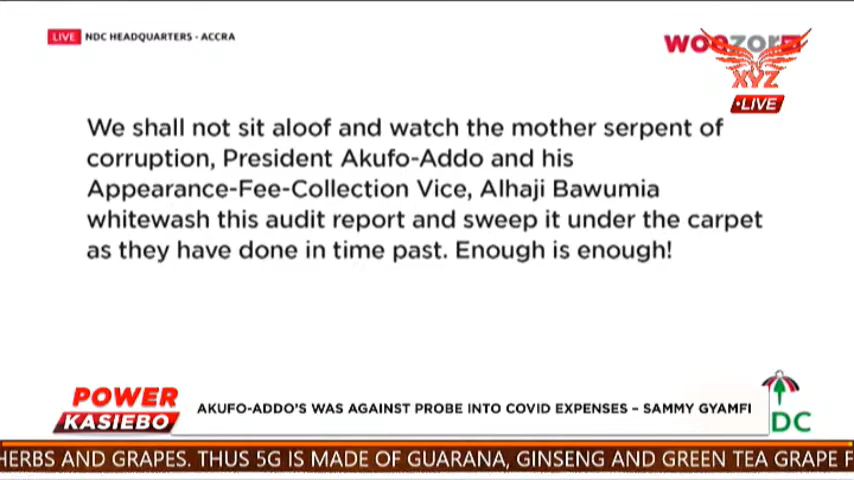 LIVE NDC HEADQUARTERS - ACCRA
woezor
XYZ
LIVE
We shall not sit aloof and watch the mother serpent of
corruption, President Akufo-Addo and his
Appearance-Fee-Collection Vice, Alhaji Bawumia
whitewash this audit report and sweep it under the carpet
as they have done in time past. Enough is enough!
POWER
KASIEBO
AKUFO-ADDO'S WAS AGAINST PROBE INTO COVID EXPENSES – SAMMY GYAMFI
DC
HERBS AND GRAPES. THUS 5G IS MADE OF GUARANA, GINSENG AND GREEN TEA GRAPE F